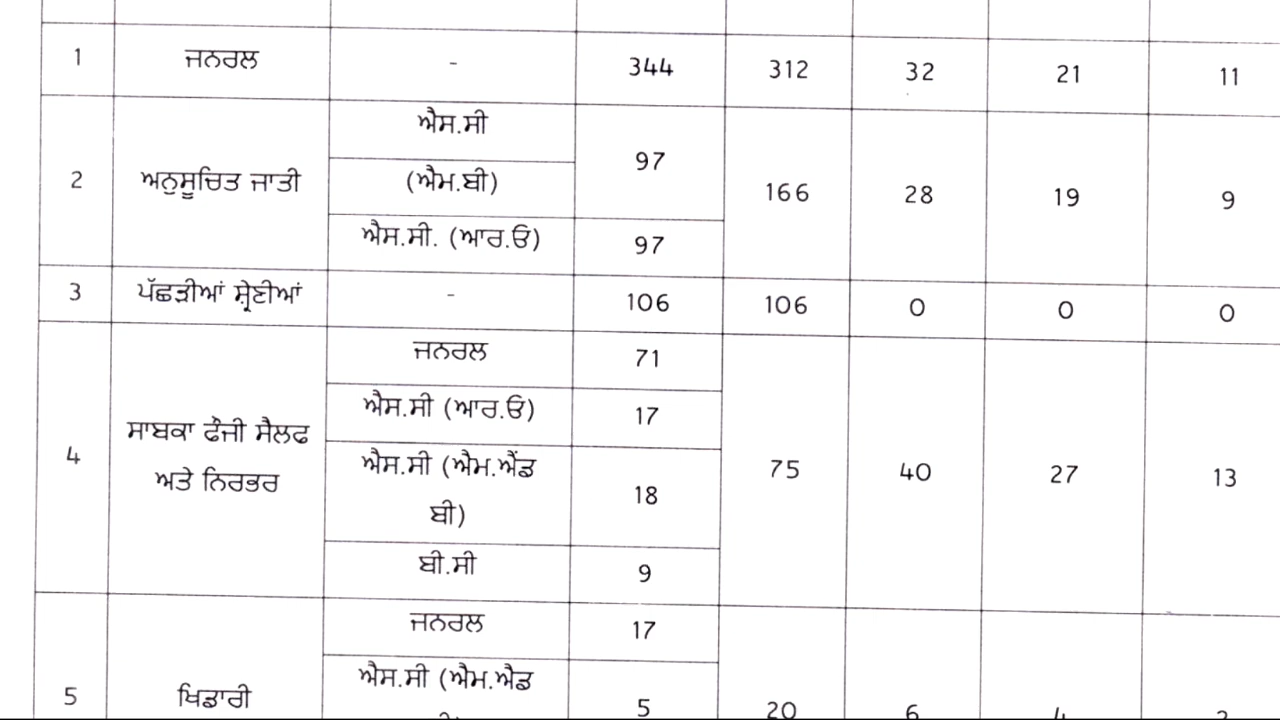 1 ਜਨਰਲ - 344 312 32 21 11
ਐਸ.ਸੀ
97
(ਐਮ.ਬੀ)
2 ਅਨੁਸੂਚਿਤ ਜਾਤੀ 166 28 19 9
ਐਸ.ਸੀ. (ਆਰ.ਓ) 97
3 ਪੱਛੜੀਆਂ ਸ਼੍ਰੇਣੀਆਂ - 106 106 0 0 0
ਜਨਰਲ 71
ਐਸ.ਸੀ (ਆਰ.ਓ) 17
ਸਾਬਕਾ ਫੌਜੀ ਸੈਲਫ
4 75 40 27 13
ਅਤੇ ਨਿਰਭਰ
ਐਸ.ਸੀ (ਐਮ.ਐਂਡ
18
ਬੀ)
ਬੀ.ਸੀ 9
ਜਨਰਲ 17
ਐਸ.ਸੀ (ਐਮ.ਐਡ
5 ਖਿਡਾਰੀ 5 20 6